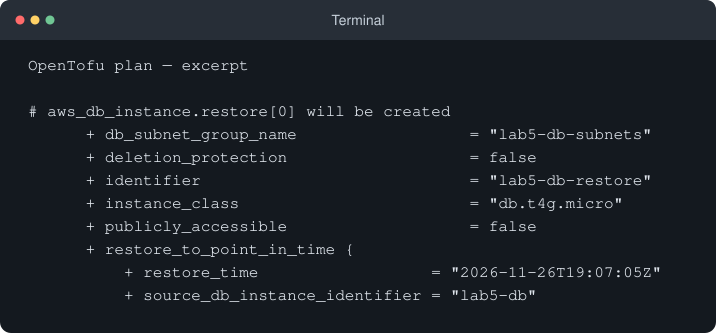 Terminal
OpenTofu plan — excerpt
# aws_db_instance.restore[0] will be created
+ db_subnet_group_name = "lab5-db-subnets"
+ deletion_protection = false
+ identifier = "lab5-db-restore"
+ instance_class = "db.t4g.micro"
+ publicly_accessible = false
+ restore_to_point_in_time {
+ restore_time = "2026-11-26T19:07:05Z"
+ source_db_instance_identifier = "lab5-db"